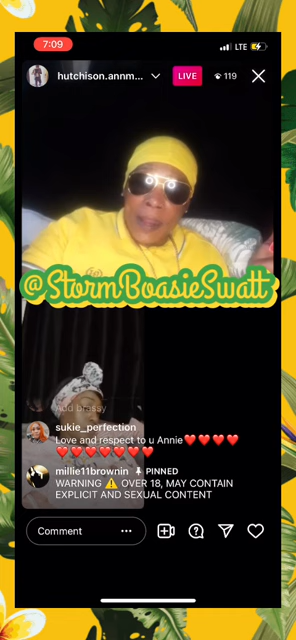 7:09
LTE
hutchison.annm...
LIVE
119
@StormBoasieSwatt
Add brassy
sukie_perfection
Love and respect to u Annie❤️❤️❤️❤️
❤️❤️❤️❤️❤️❤️❤️
millie11brownin PINNED
WARNING ⚠️ OVER 18, MAY CONTAIN
EXPLICIT AND SEXUAL CONTENT
Comment